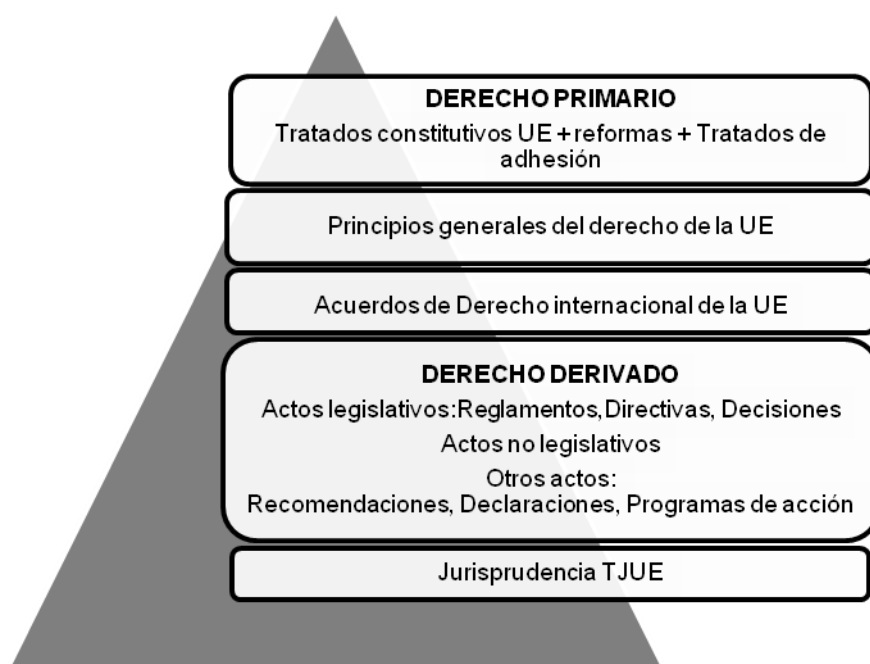 DERECHO PRIMARIO
Tratados constitutivos UE + reformas + Tratados de
adhesión
Principios generales del derecho de la UE
Acuerdos de Derecho internacional de la UE
DERECHO DERIVADO
Actos legislativos:Reglamentos,Directivas, Decisiones
Actos no legislativos
Otros actos:
Recomendaciones, Declaraciones, Programas de acción
Jurisprudencia TJUE